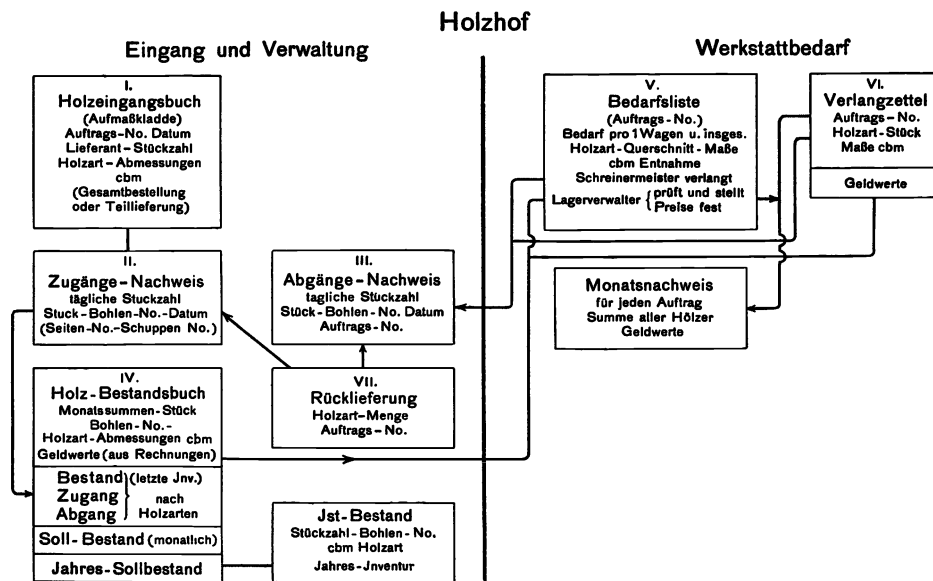 Holzhof
Eingang und Verwaltung
Werkstattbedarf
I.
Holzeingangsbuch
(Aufmaßkladde)
Auftrags-No. Datum
Lieferant-Stückzahl
Holzart-Abmessungen
cbm
(Gesamtbestellung
oder Teillieferung)
II.
Zugänge-Nachweis
tägliche Stuckzahl
Stuck-Bohlen-No.-Datum
(Seiten-No.-Schuppen No.)
III.
Abgänge-Nachweis
tagliche Stückzahl
Stück-Bohlen-No. Datum
Auftrags-No.
IV.
Holz-Bestandsbuch
Monatssummen-Stück
Bohlen-No.-
Holzart-Abmessungen cbm
Geldwerte (aus Rechnungen)
Bestand (letzte Jnv.)
Zugang nach
Abgang Holzarten
Soll-Bestand (monatlich)
Jahres-Sollbestand
VII.
Rücklieferung
Holzart-Menge
Auftrags-No.
Jst-Bestand
Stückzahl-Bohlen-No.
cbm Holzart
Jahres-Jnventur
V.
Bedarfsliste
(Auftrags-No.)
Bedarf pro 1 Wagen u. insges.
Holzart-Querschnitt-Maße
cbm Entnahme
Schreinermeister verlangt
Lagerverwalter { prüft und stellt
Preise fest
VI.
Verlangzettel
Auftrags-No.
Holzart-Stück
Maße cbm
Geldwerte
Monatsnachweis
für jeden Auftrag
Summe aller Hölzer
Geldwerte